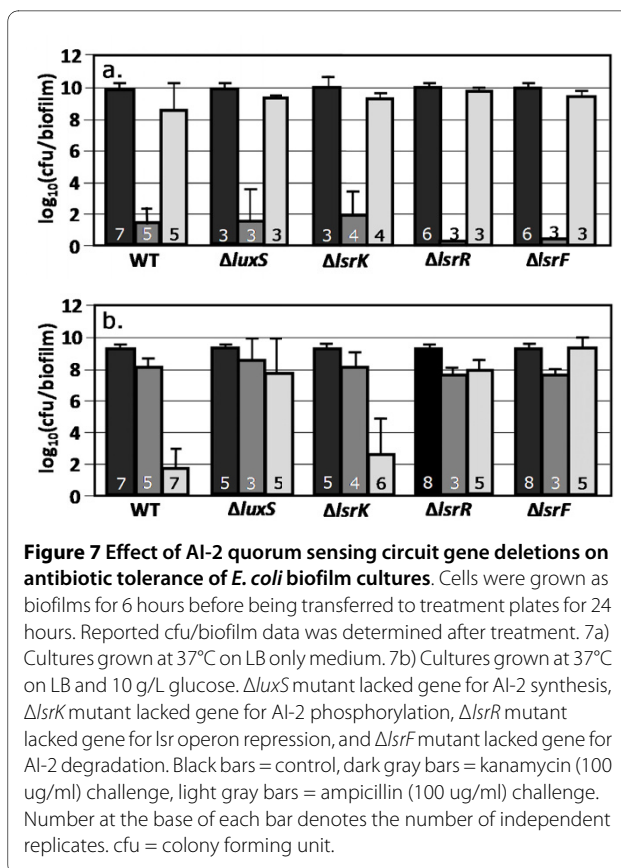 12
a.
10
8
6
4
2
0
log10(cfu/biofilm)
7 5 5 3 3 3 3 4 4 6 3 3 6 3 3
WT ΔluxS ΔlsrK ΔlsrR ΔlsrF
12
b.
10
8
6
4
2
0
log10(cfu/biofilm)
7 5 7 5 3 5 5 4 6 8 3 5 8 3 5
WT ΔluxS ΔlsrK ΔlsrR ΔlsrF
Figure 7 Effect of AI-2 quorum sensing circuit gene deletions on
antibiotic tolerance of E. coli biofilm cultures. Cells were grown as
biofilms for 6 hours before being transferred to treatment plates for 24
hours. Reported cfu/biofilm data was determined after treatment. 7a)
Cultures grown at 37°C on LB only medium. 7b) Cultures grown at 37°C
on LB and 10 g/L glucose. ΔluxS mutant lacked gene for AI-2 synthesis,
ΔlsrK mutant lacked gene for AI-2 phosphorylation, ΔlsrR mutant
lacked gene for lsr operon repression, and ΔlsrF mutant lacked gene for
AI-2 degradation. Black bars = control, dark gray bars = kanamycin (100
ug/ml) challenge, light gray bars = ampicillin (100 ug/ml) challenge.
Number at the base of each bar denotes the number of independent
replicates. cfu = colony forming unit.